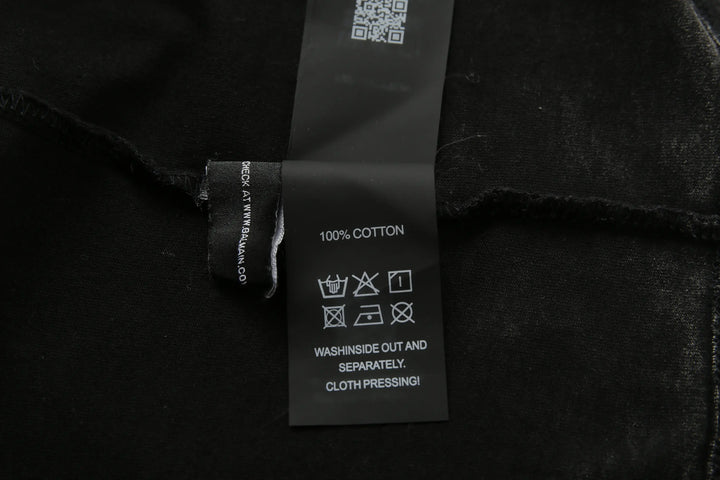 CHECK AT WWW.BALMAIN.CO
100% COTTON
WASHINSIDE OUT AND
SEPARATELY.
CLOTH PRESSING!